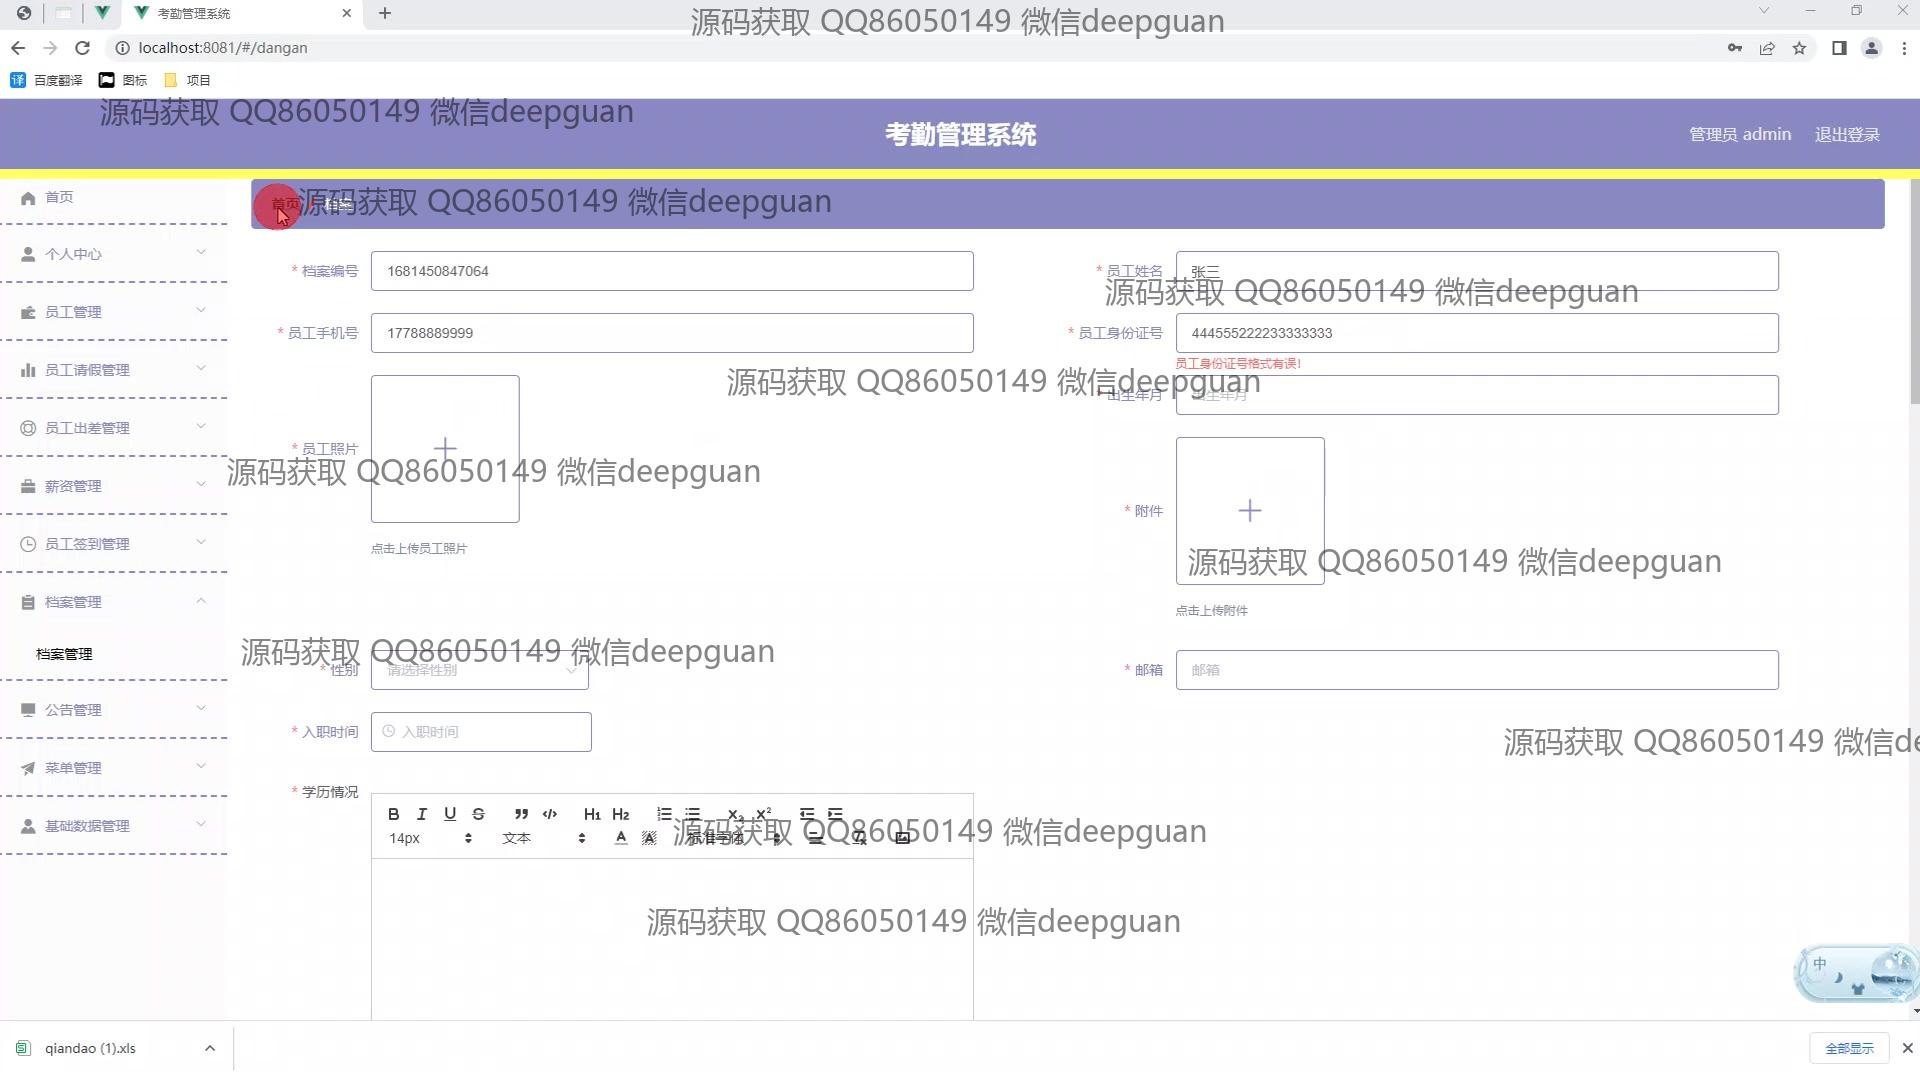 考勤管理系统
源码获取 QQ86050149 微信deepguan
localhost:8081/#/dangan
百度翻译
图标
项目
源码获取 QQ86050149 微信deepguan
考勤管理系统
管理员 admin
退出登录
首页
首页
档案
源码获取 QQ86050149 微信deepguan
个人中心
* 档案编号
1681450847064
* 员工姓名
张三
源码获取 QQ86050149 微信deepguan
员工管理
* 员工手机号
17788889999
* 员工身份证号
444555222233333333
员工身份证号格式有误!
员工请假管理
源码获取 QQ86050149 微信deepguan
* 出生年月
出生年月
员工出差管理
* 员工照片
源码获取 QQ86050149 微信deepguan
薪资管理
* 附件
员工签到管理
点击上传员工照片
源码获取 QQ86050149 微信deepguan
档案管理
点击上传附件
档案管理
源码获取 QQ86050149 微信deepguan
* 性别
请选择性别
* 邮箱
邮箱
公告管理
* 入职时间
入职时间
源码获取 QQ86050149 微信de
菜单管理
* 学历情况
B I U S H1 H2 X2 X2
基础数据管理
14px
文本
标准字体
源码获取 QQ86050149 微信deepguan
源码获取 QQ86050149 微信deepguan
中
qiandao (1).xls
全部显示